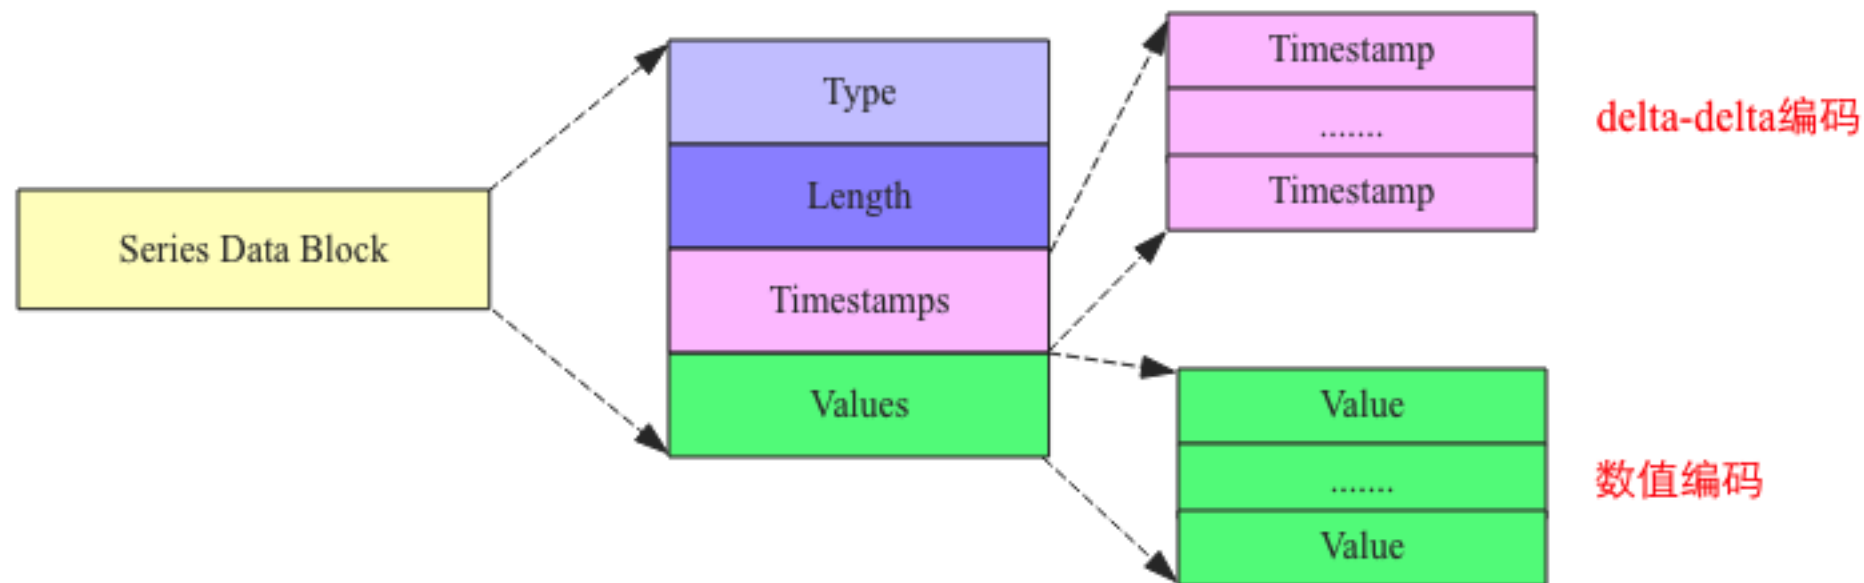 Series Data Block
Type
Length
Timestamps
Values
Timestamp
.......
Timestamp
delta-delta编码
Value
.......
Value
数值编码